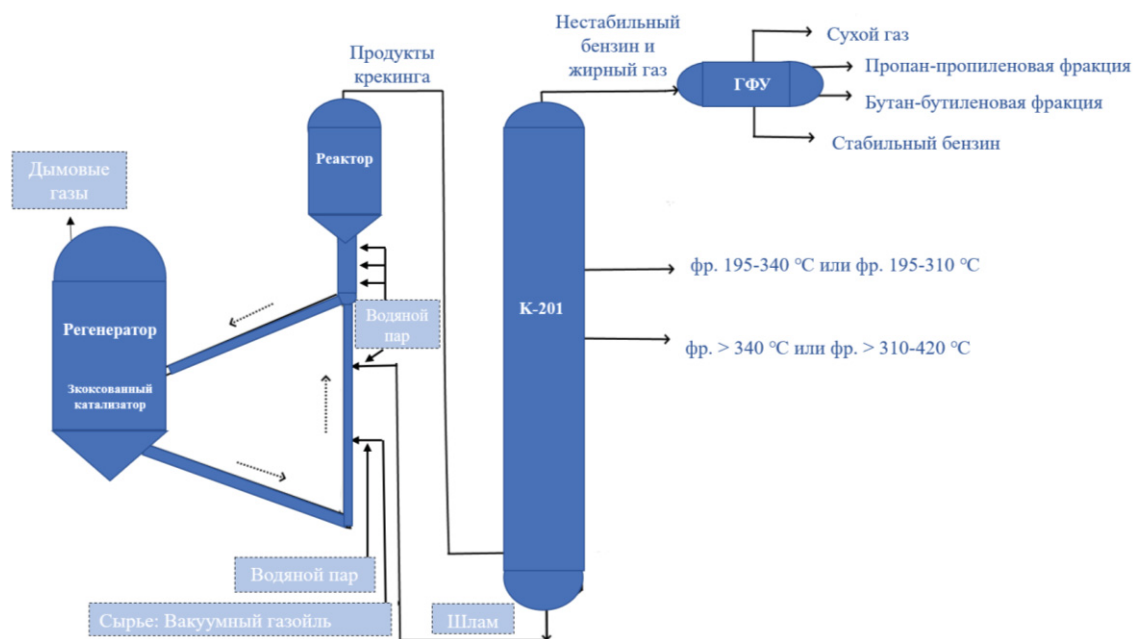 Нестабильный
бензин и
жирный газ
Продукты
крекинга
Сухой газ
Пропан-пропиленовая фракция
ГФУ
Бутан-бутиленовая фракция
Стабильный бензин
Реактор
Дымовые
газы
фр. 195-340 °C или фр. 195-310 °C
К-201
Водяной
пар
Регенератор
фр. > 340 °C или фр. > 310-420 °C
Зкоксованный
катализатор
Водяной пар
Сырье: Вакуумный газойль
Шлам